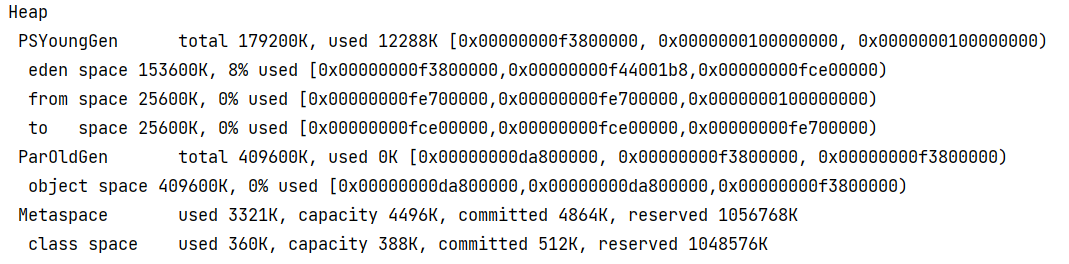 Heap
 PSYoungGen      total 179200K, used 12288K [0x00000000f3800000, 0x0000000100000000, 0x0000000100000000)
  eden space 153600K, 8% used [0x00000000f3800000,0x00000000f44001b8,0x00000000fce00000)
  from space 25600K, 0% used [0x00000000fe700000,0x00000000fe700000,0x0000000100000000)
  to   space 25600K, 0% used [0x00000000fce00000,0x00000000fce00000,0x00000000fe700000)
 ParOldGen       total 409600K, used 0K [0x00000000da800000, 0x00000000f3800000, 0x00000000f3800000)
  object space 409600K, 0% used [0x00000000da800000,0x00000000da800000,0x00000000f3800000)
 Metaspace       used 3321K, capacity 4496K, committed 4864K, reserved 1056768K
  class space    used 360K, capacity 388K, committed 512K, reserved 1048576K